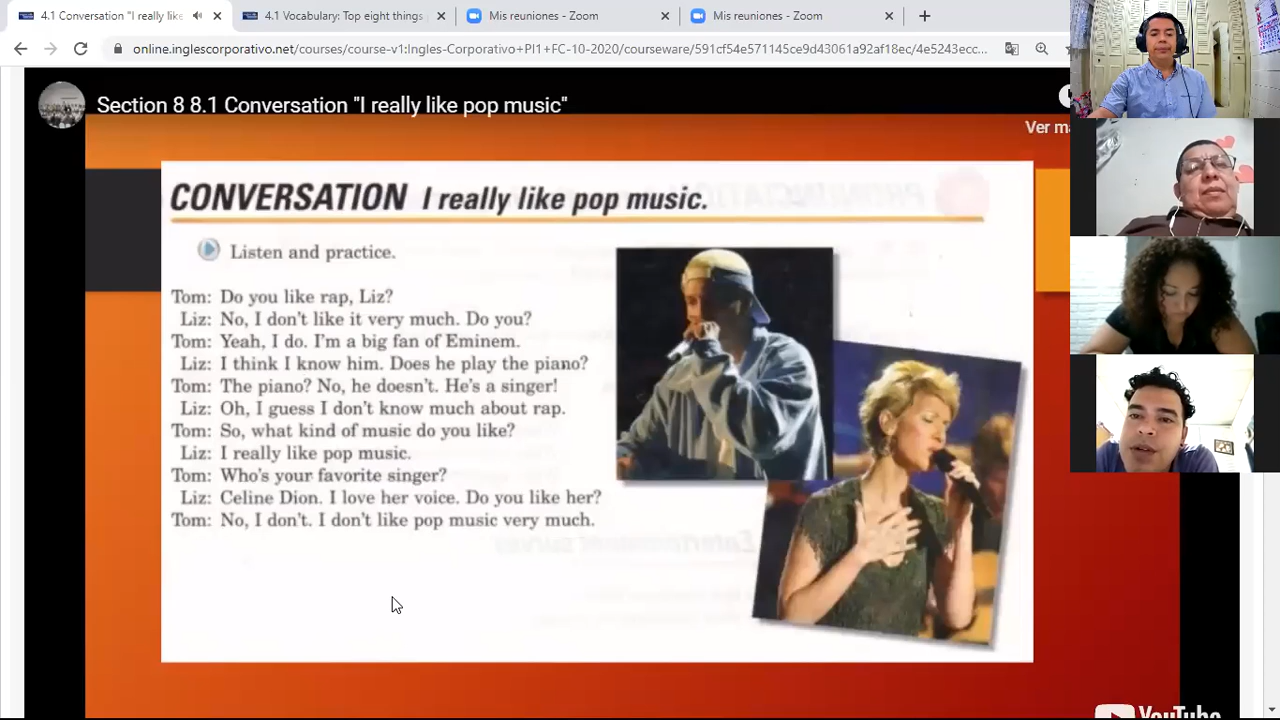 4.1 Conversation "I really like
4.1 Vocabulary: Top eight things
Mis reuniones - Zoom
Mis reuniones - Zoom
online.inglescorporativo.net/courses/course-v1:Ingles-Corporativo+PI1+FC-10-2020/courseware/591cf54e571145ce9d43061a92af18ec/4e5243ecc...
Section 8 8.1 Conversation "I really like pop music"
Ver má
CONVERSATION I really like pop music.
Listen and practice.
Tom: Do you like rap, Liz?
Liz: No, I don't like it very much. Do you?
Tom: Yeah, I do. I'm a big fan of Eminem.
Liz: I think I know him. Does he play the piano?
Tom: The piano? No, he doesn't. He's a singer!
Liz: Oh, I guess I don't know much about rap.
Tom: So, what kind of music do you like?
Liz: I really like pop music.
Tom: Who's your favorite singer?
Liz: Celine Dion. I love her voice. Do you like her?
Tom: No, I don't. I don't like pop music very much.
YouTube